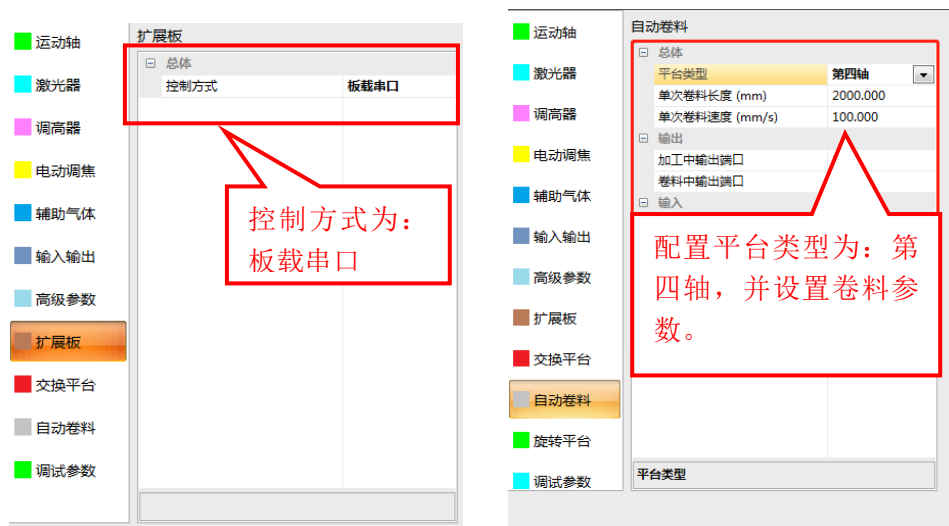 运动轴
激光器
调高器
电动调焦
辅助气体
输入输出
高级参数
扩展板
交换平台
自动卷料
调试参数
扩展板
总体
控制方式 板载串口
控制方式为：
板载串口
运动轴
激光器
调高器
电动调焦
辅助气体
输入输出
高级参数
扩展板
交换平台
自动卷料
旋转平台
调试参数
自动卷料
总体
平台类型 第四轴
单次卷料长度 (mm) 2000.000
单次卷料速度 (mm/s) 100.000
输出
加工中输出端口
卷料中输出端口
输入
配置平台类型为：第
四轴，并设置卷料参
数。
平台类型